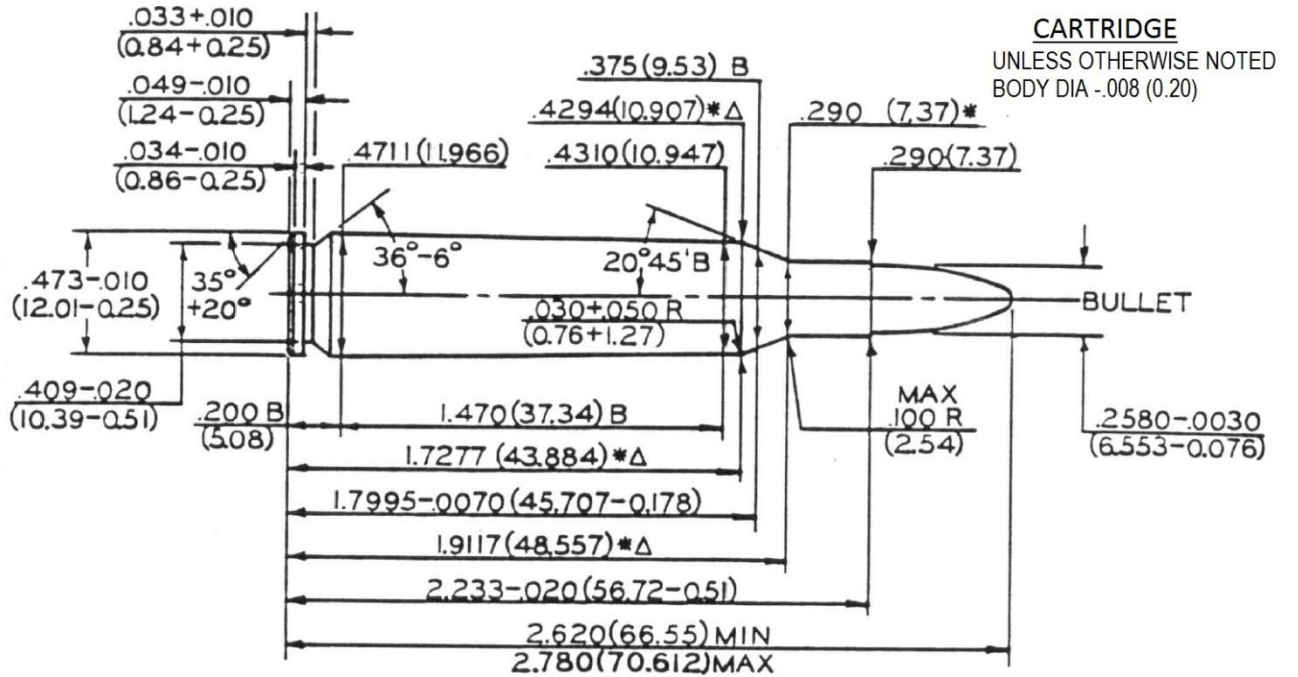 CARTRIDGE
UNLESS OTHERWISE NOTED
BODY DIA -.008 (0.20)
.033+.010
(0.84+0.25)
.049-.010
(1.24-0.25)
.034-.010
(0.86-0.25)
.4711(11.966)
.375(9.53) B
.4294(10.907)*Δ
.4310(10.947)
.290 (7.37)*
.290(7.37)
.473-.010
(12.01-0.25)
35°
+20°
36°-6°
20°45'B
.030+.050 R
(0.76+1.27)
BULLET
.409-.020
(10.39-0.51)
.200 B
(5.08)
1.470(37.34) B
MAX
.100 R
(2.54)
.2580-.0030
(6.553-0.076)
1.7277 (43.884)*Δ
1.7995-.0070(45.707-0.178)
1.9117(48.557)*Δ
2.233-.020(56.72-0.51)
2.620(66.55) MIN
2.780(70.612)MAX